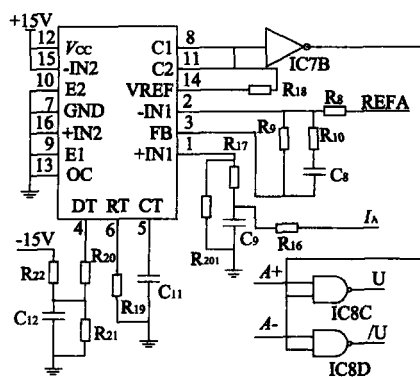 +15V
12 Vcc C1 8
15 -IN2 C2 11
10 E2 VREF 14
7 GND -IN1 2
16 +IN2 FB 3
9 E1 +IN1 1
13 OC
DT RT CT
4 6 5
IC7B
R18
R8 REFA
R9 R10
R17
C8
R201
C9
R16
IA
-15V
R22
R20
C12
R21
R19
C11
A+
U
IC8C
A-
/U
IC8D